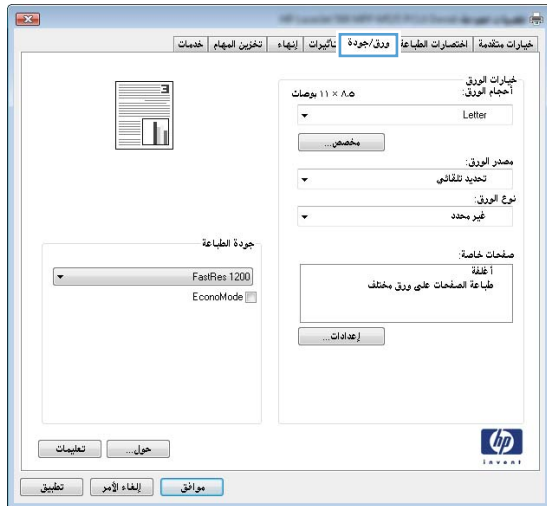 خيارات متقدمة
اختصارات الطباعة
ورق/جودة
تأثيرات
إنهاء
تخزين المهام
خدمات
خيارات الورق
أحجام الورق:
٨.٥ × ١١ بوصات
Letter
مخصص...
مصدر الورق:
تحديد تلقائي
نوع الورق:
غير محدد
صفحات خاصة:
أغلفة
طباعة الصفحات على ورق مختلف
إعدادات...
جودة الطباعة
FastRes 1200
EconoMode
hp
invent
حول...
تعليمات
موافق
إلغاء الأمر
تطبيق